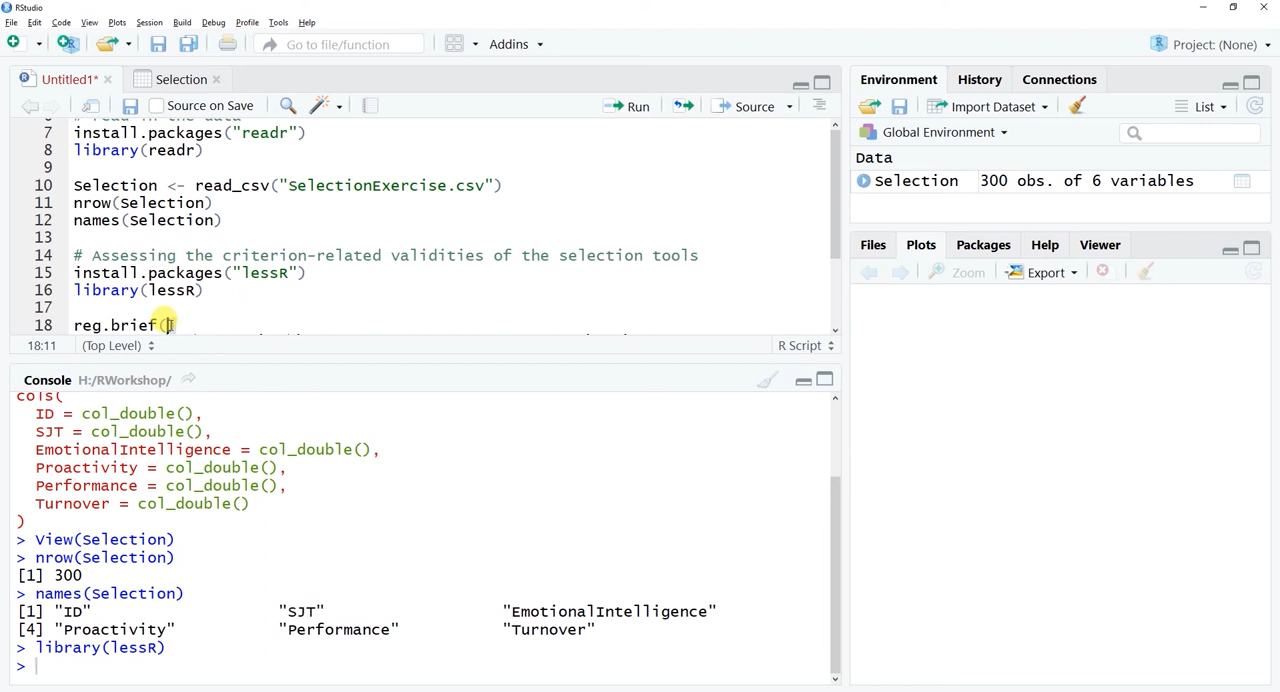 RStudio
File Edit Code View Plots Session Build Debug Profile Tools Help
Go to file/function Addins Project: (None)
Untitled1* Selection
Source on Save Run Source
6 # read in the data
7 install.packages("readr")
8 library(readr)
9
10 Selection <- read_csv("SelectionExercise.csv")
11 nrow(Selection)
12 names(Selection)
13
14 # Assessing the criterion-related validities of the selection tools
15 install.packages("lessR")
16 library(lessR)
17
18 reg.brief()
18:11 (Top Level) R Script
Console H:/RWorkshop/
cols(
ID = col_double(),
SJT = col_double(),
EmotionalIntelligence = col_double(),
Proactivity = col_double(),
Performance = col_double(),
Turnover = col_double()
)
> View(Selection)
> nrow(Selection)
[1] 300
> names(Selection)
[1] "ID" "SJT" "EmotionalIntelligence"
[4] "Proactivity" "Performance" "Turnover"
> library(lessR)
>
Environment History Connections
Import Dataset List
Global Environment
Data
Selection 300 obs. of 6 variables
Files Plots Packages Help Viewer
Zoom Export